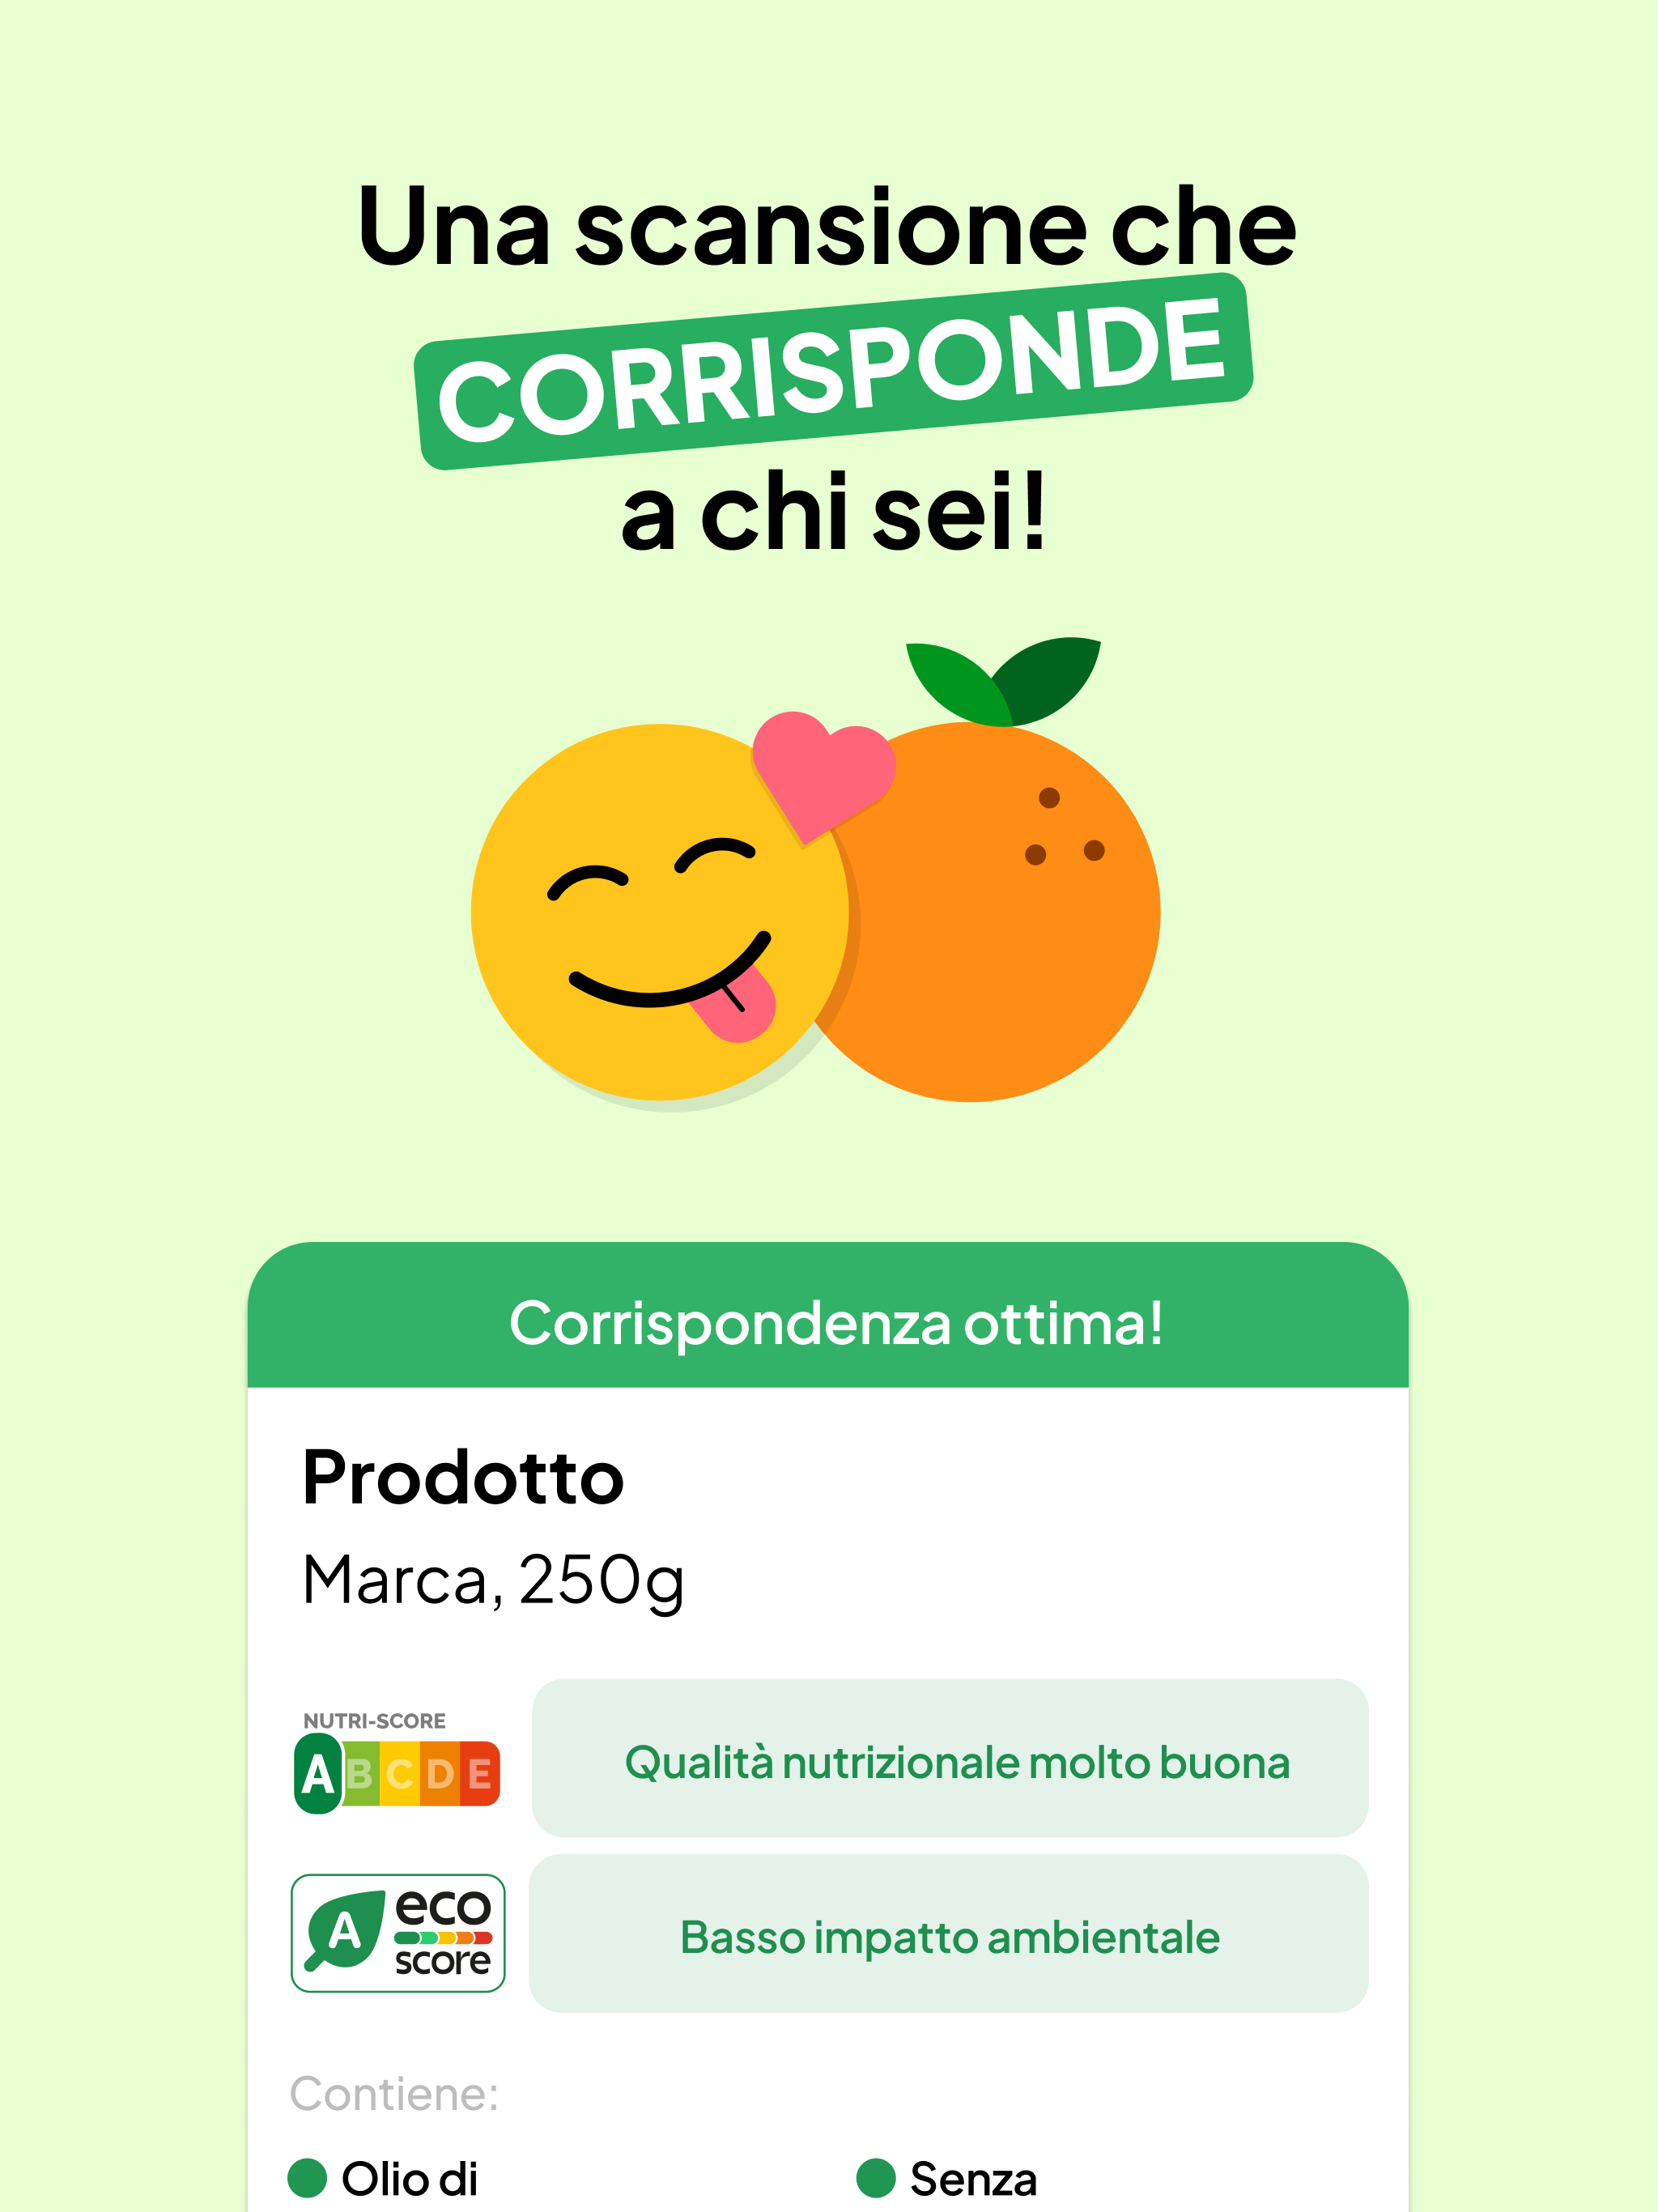 Una scansione che
CORRISPONDE
a chi sei!
Corrispondenza ottima!
Prodotto
Marca, 250g
NUTRI-SCORE
A B C D E
Qualità nutrizionale molto buona
A
eco
score
Basso impatto ambientale
Contiene:
Olio di
Senza